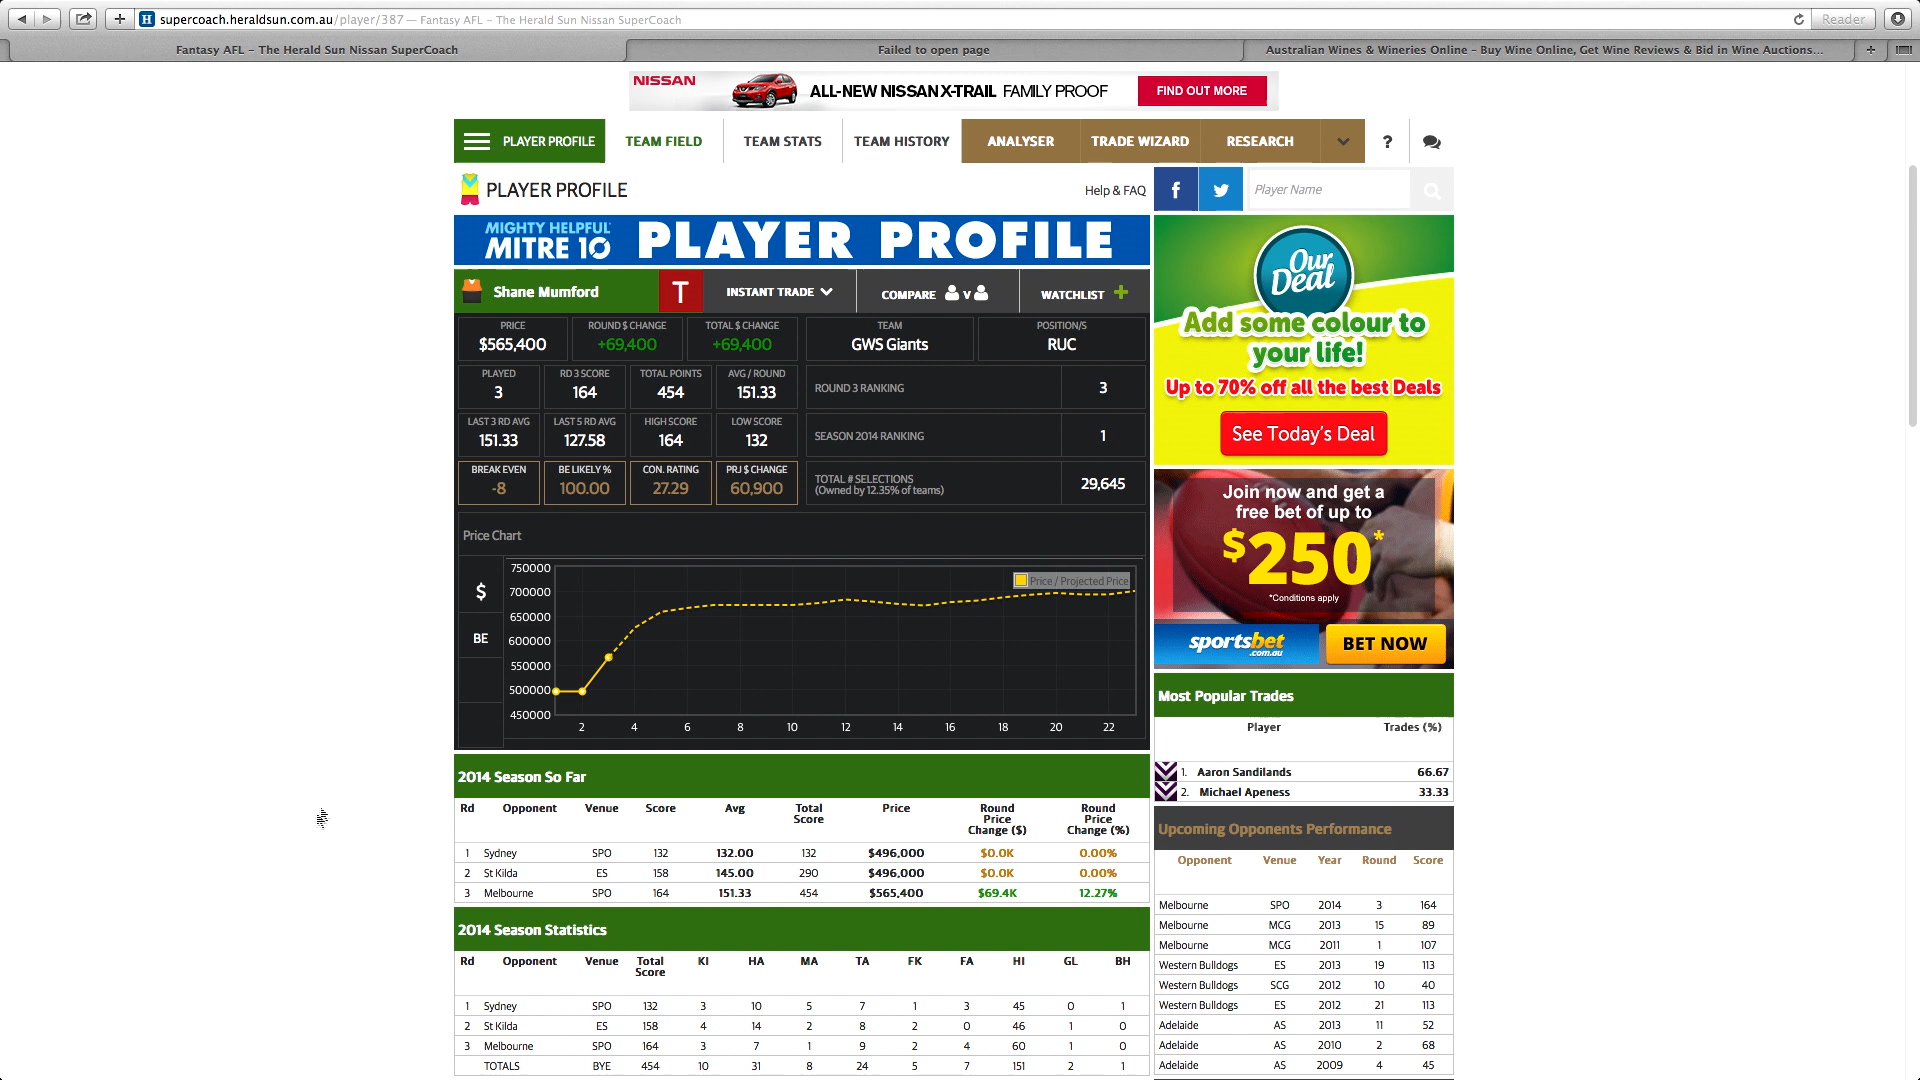 supercoach.heraldsun.com.au/player/387 — Fantasy AFL – The Herald Sun Nissan SuperCoach
Reader
Fantasy AFL – The Herald Sun Nissan SuperCoach
Failed to open page
Australian Wines & Wineries Online - Buy Wine Online, Get Wine Reviews & Bid in Wine Auctions...
NISSAN
ALL-NEW NISSAN X-TRAIL FAMILY PROOF
FIND OUT MORE
PLAYER PROFILE
TEAM FIELD
TEAM STATS
TEAM HISTORY
ANALYSER
TRADE WIZARD
RESEARCH
?
PLAYER PROFILE
Help & FAQ
Player Name
MIGHTY HELPFUL
MITRE 10
PLAYER PROFILE
Shane Mumford
T
INSTANT TRADE
COMPARE V
WATCHLIST
PRICE
$565,400
ROUND $ CHANGE
+69,400
TOTAL $ CHANGE
+69,400
TEAM
GWS Giants
POSITION/S
RUC
PLAYED
3
RD 3 SCORE
164
TOTAL POINTS
454
AVG / ROUND
151.33
ROUND 3 RANKING
3
LAST 3 RD AVG
151.33
LAST 5 RD AVG
127.58
HIGH SCORE
164
LOW SCORE
132
SEASON 2014 RANKING
1
BREAK EVEN
-8
BE LIKELY %
100.00
CON. RATING
27.29
PRJ $ CHANGE
60,900
TOTAL # SELECTIONS
(Owned by 12.35% of teams)
29,645
Price Chart
$
BE
750000
700000
650000
600000
550000
500000
450000
Price / Projected Price
2 4 6 8 10 12 14 16 18 20 22
2014 Season So Far
Rd Opponent Venue Score Avg Total Score Price Round Price Change ($) Round Price Change (%)
1 Sydney SPO 132 132.00 132 $496,000 $0.0K 0.00%
2 St Kilda ES 158 145.00 290 $496,000 $0.0K 0.00%
3 Melbourne SPO 164 151.33 454 $565,400 $69.4K 12.27%
2014 Season Statistics
Rd Opponent Venue Total Score KI HA MA TA FK FA HI GL BH
1 Sydney SPO 132 3 10 5 7 1 3 45 0 1
2 St Kilda ES 158 4 14 2 8 2 0 46 1 0
3 Melbourne SPO 164 3 7 1 9 2 4 60 1 0
TOTALS BYE 454 10 31 8 24 5 7 151 2 1
Our
Deal
Add some colour to
your life!
Up to 70% off all the best Deals
See Today's Deal
Join now and get a
free bet of up to
$250*
*Conditions apply
sportsbet
.com.au
BET NOW
Most Popular Trades
Player Trades (%)
1. Aaron Sandilands 66.67
2. Michael Apeness 33.33
Upcoming Opponents Performance
Opponent Venue Year Round Score
Melbourne SPO 2014 3 164
Melbourne MCG 2013 15 89
Melbourne MCG 2011 1 107
Western Bulldogs ES 2013 19 113
Western Bulldogs SCG 2012 10 40
Western Bulldogs ES 2012 21 113
Adelaide AS 2013 11 52
Adelaide AS 2010 2 68
Adelaide AS 2009 4 45